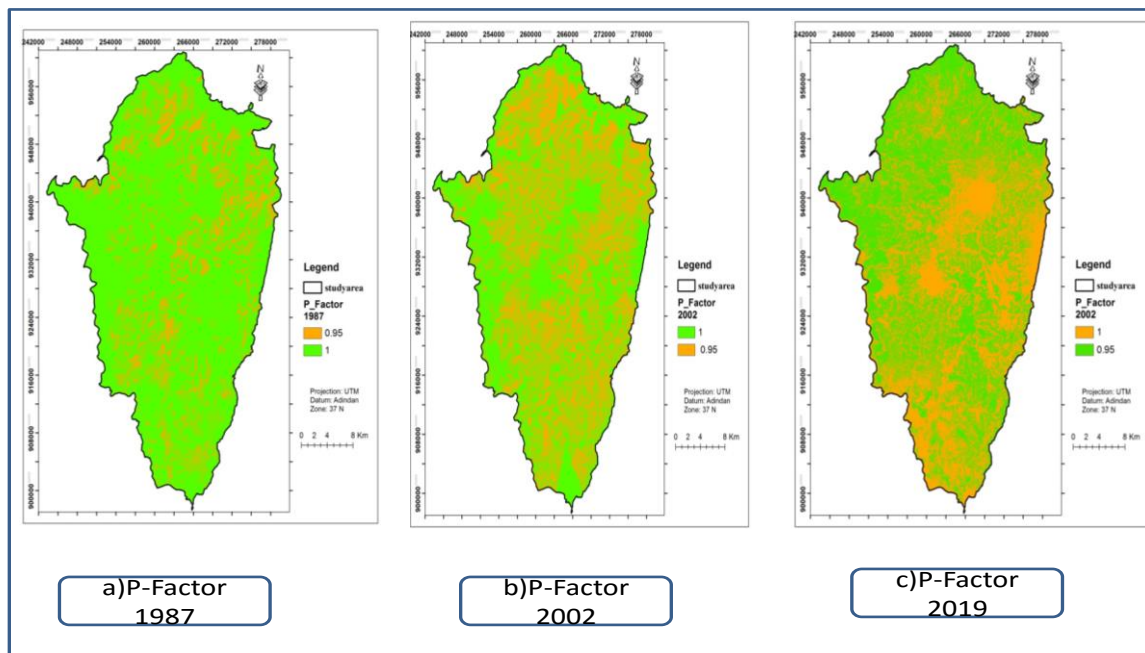 242000 248000 254000 260000 266000 272000 278000
956000
948000
940000
932000
924000
916000
908000
900000
N
Legend
studyarea
P_Factor
1987
0.95
1
Projection: UTM
Datum: Adindan
Zone: 37 N
0 2 4 8 Km
242000 248000 254000 260000 266000 272000 278000
956000
948000
940000
932000
924000
916000
908000
900000
N
Legend
studyarea
P_Factor
2002
1
0.95
Projection: UTM
Datum: Adindan
Zone: 37 N
0 2 4 8 Km
242000 248000 254000 260000 266000 272000 278000
956000
948000
940000
932000
924000
916000
908000
900000
N
Legend
studyarea
P_Factor
2002
1
0.95
Projection: UTM
Datum: Adindan
Zone: 37 N
0 2 4 8 Km
a)P-Factor
1987
b)P-Factor
2002
c)P-Factor
2019